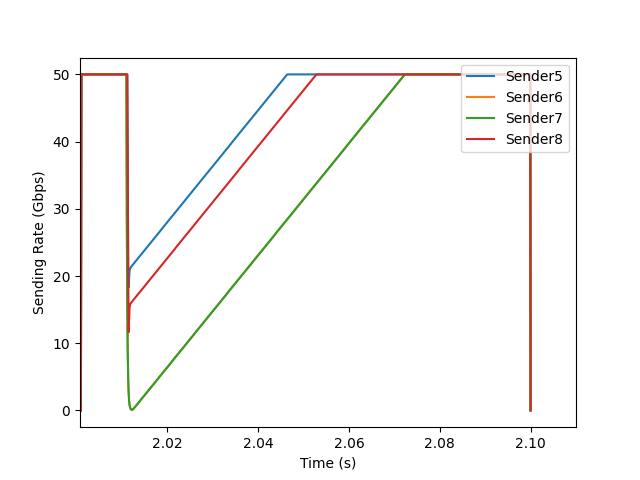 50
40
30
20
10
0
Sending Rate (Gbps)
Sender5
Sender6
Sender7
Sender8
2.02 2.04 2.06 2.08 2.10
Time (s)